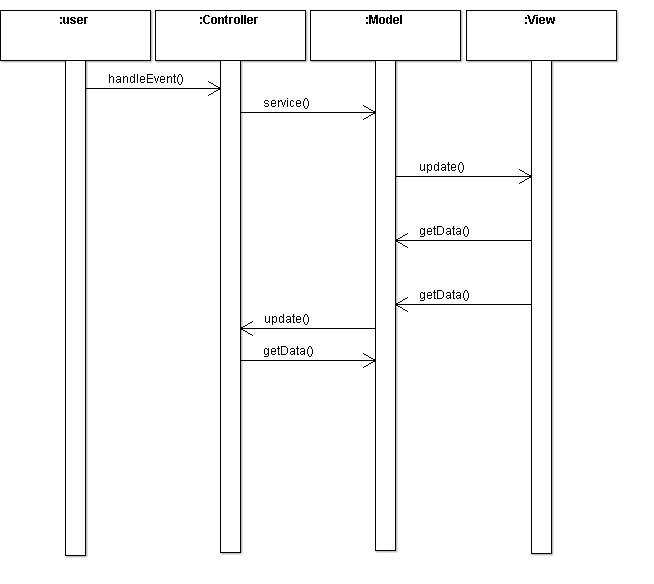 :user
:Controller
:Model
:View
handleEvent()
service()
update()
getData()
getData()
update()
getData()